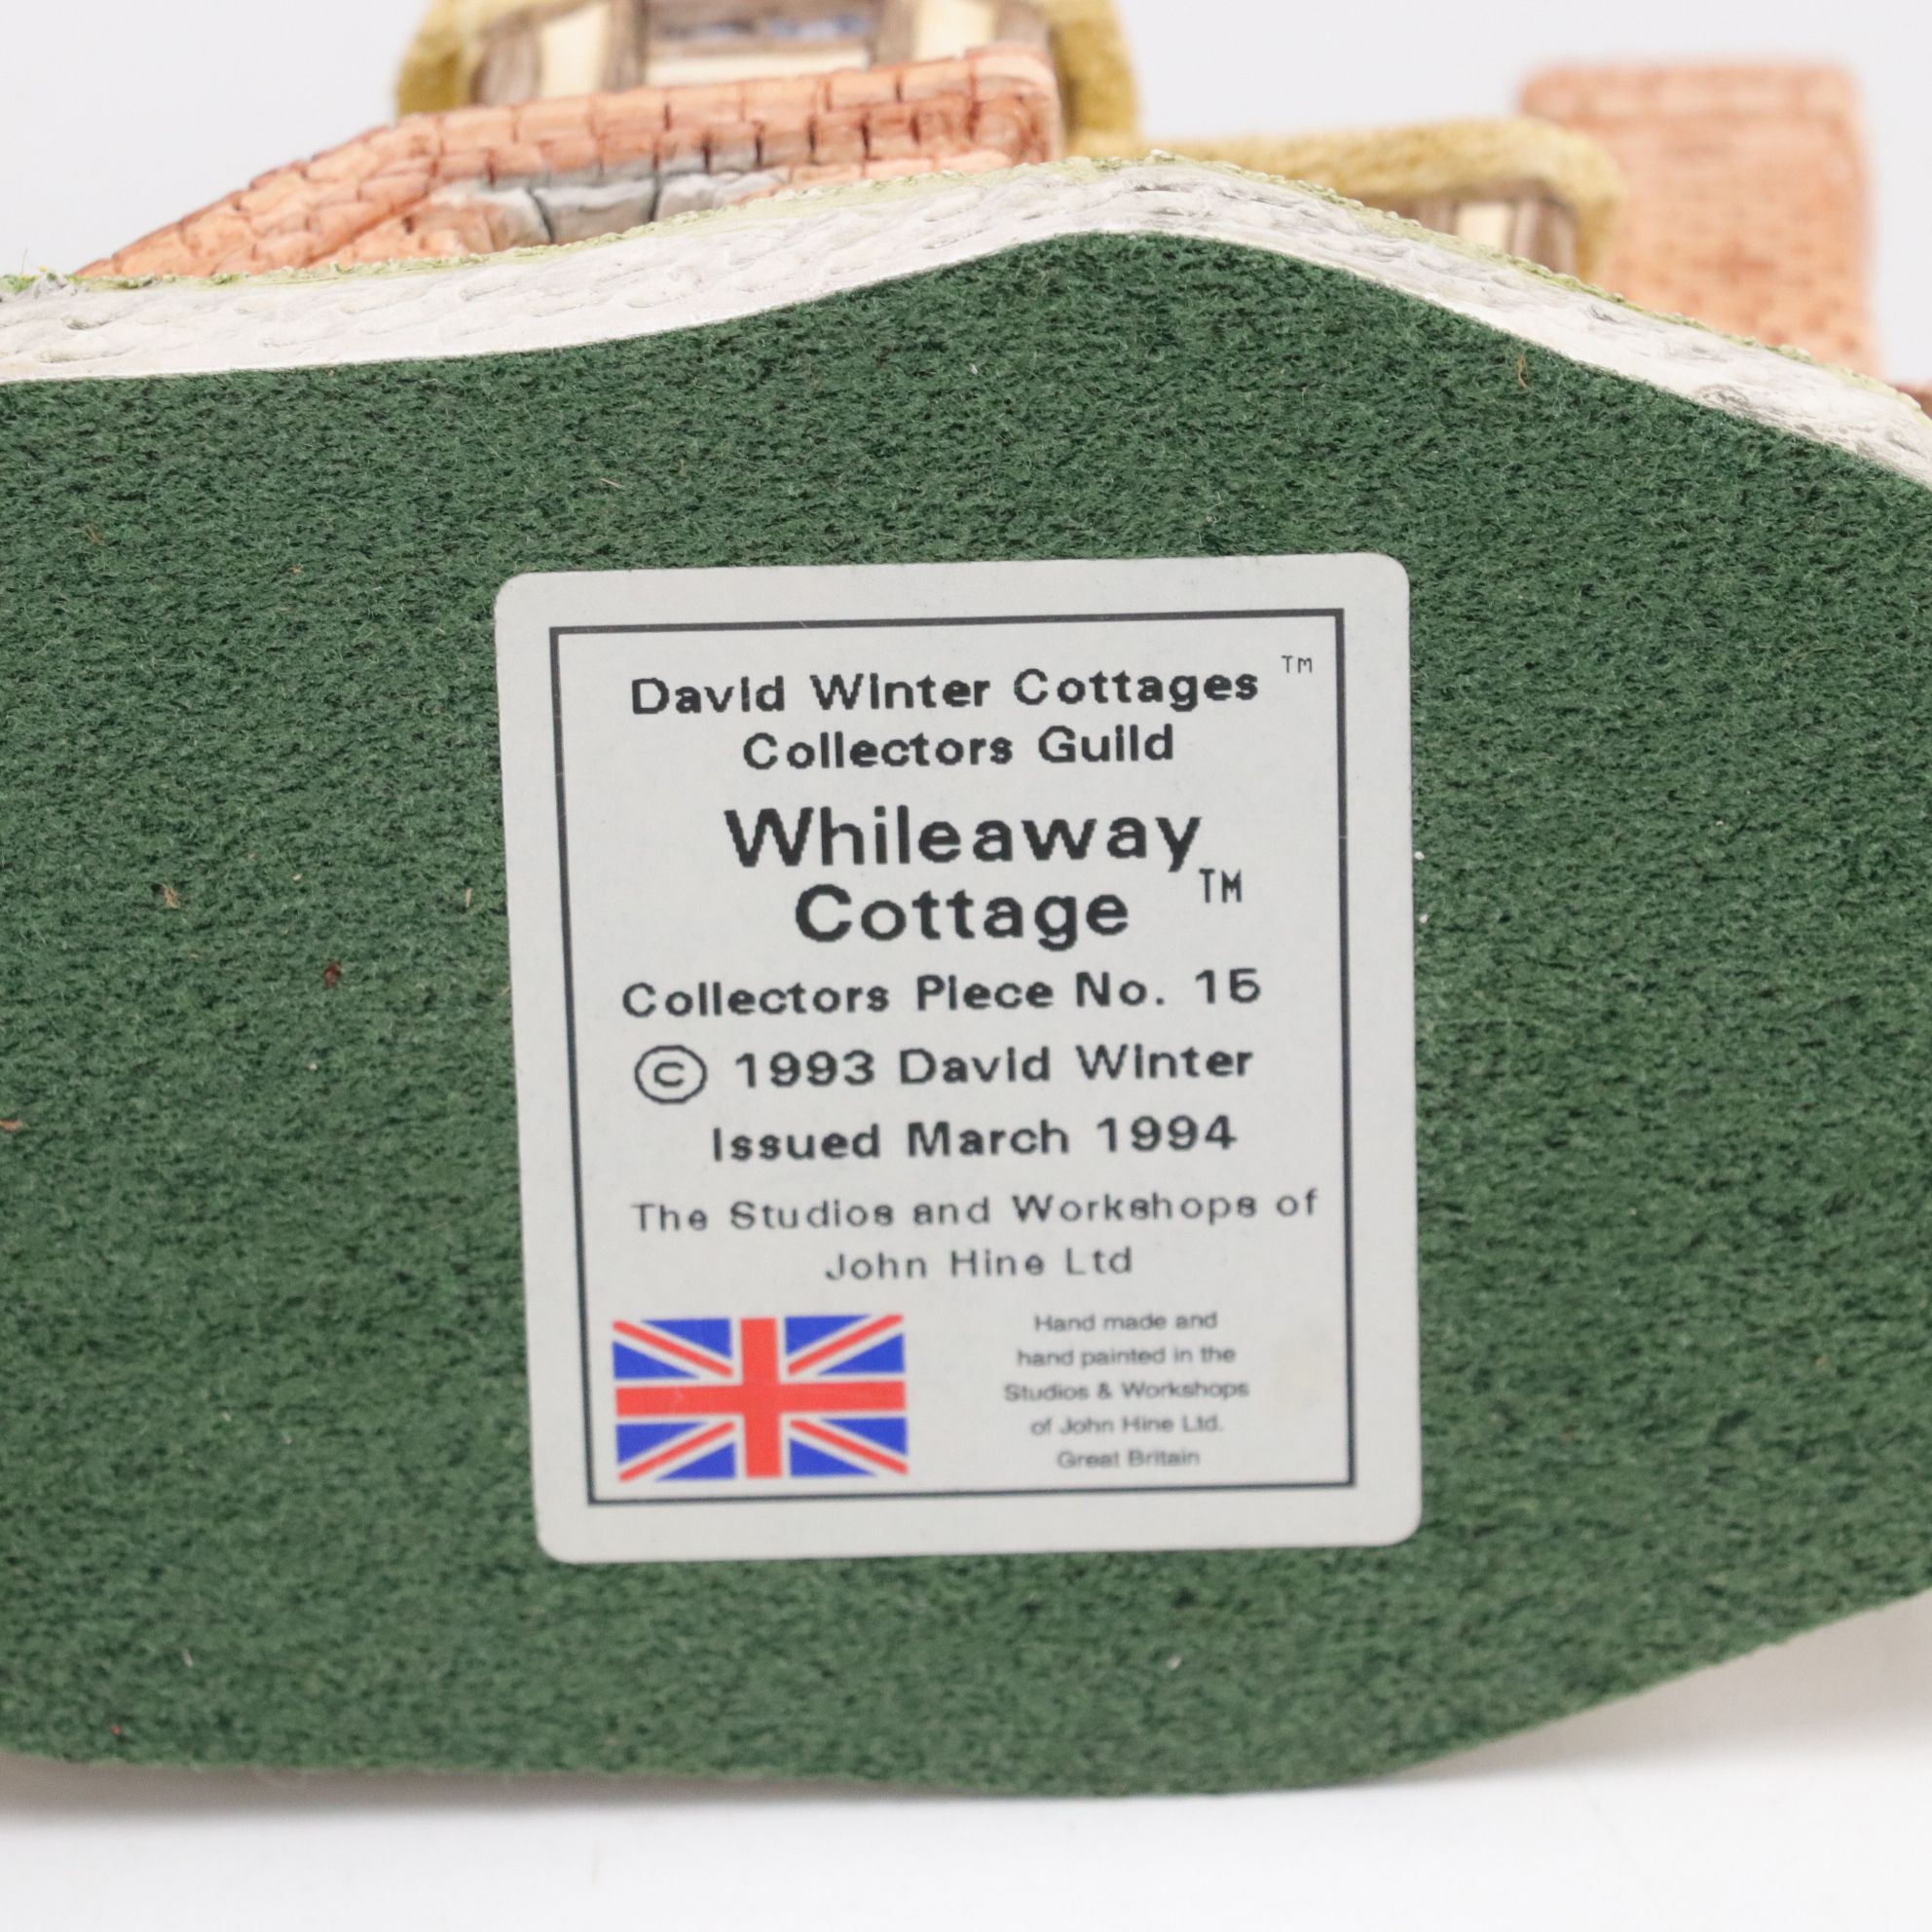 David Winter Cottages ™
Collectors Guild
Whileaway
Cottage ™
Collectors Piece No. 15
© 1993 David Winter
Issued March 1994
The Studios and Workshops of
John Hine Ltd
Hand made and
hand painted in the
Studios & Workshops
of John Hine Ltd.
Great Britain